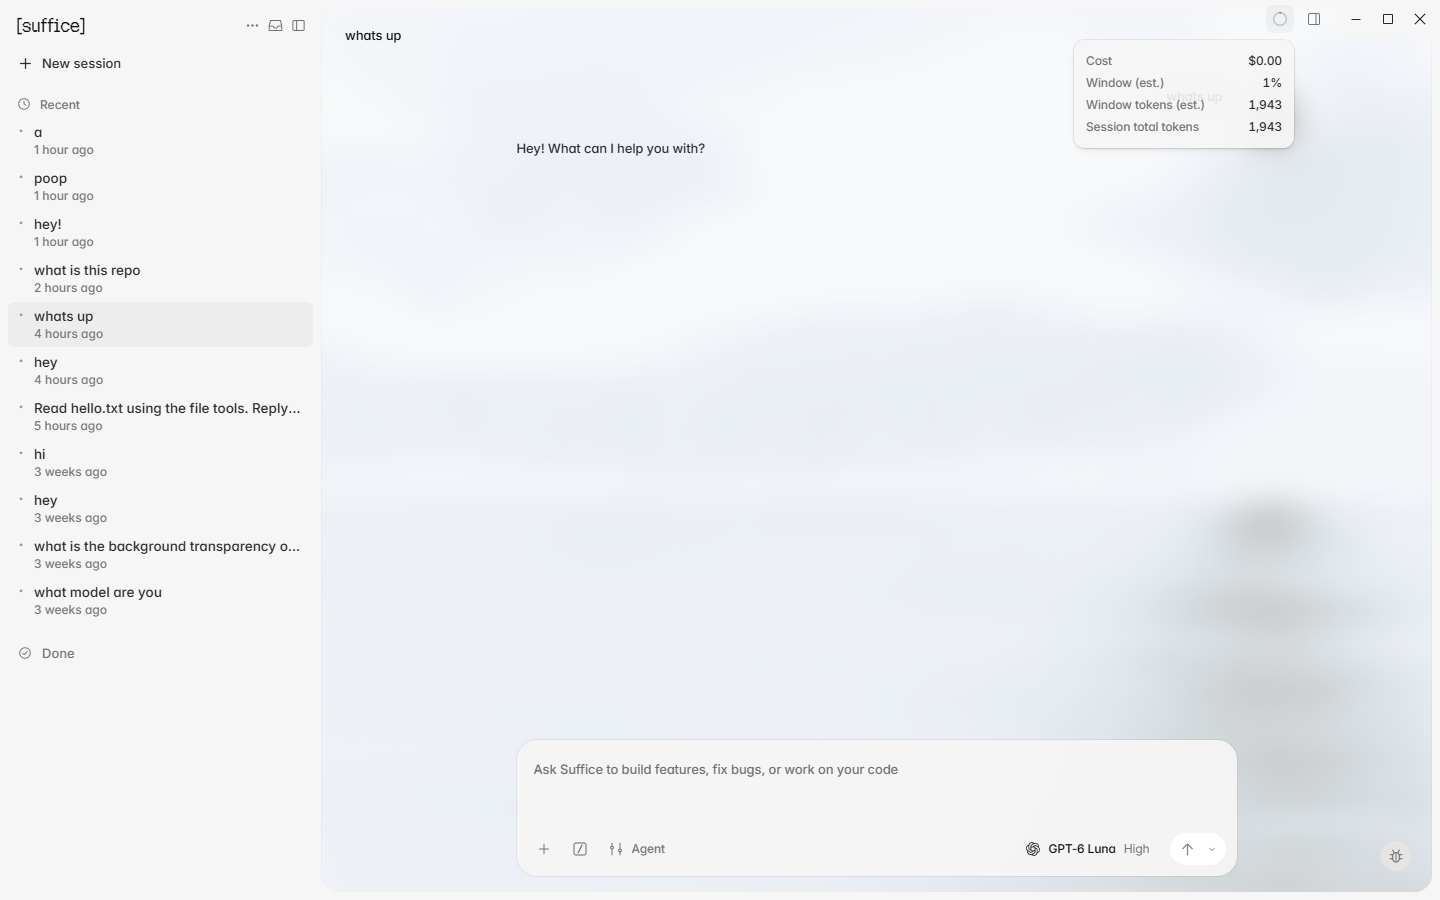 [suffice]
New session
Recent
a
1 hour ago
poop
1 hour ago
hey!
1 hour ago
what is this repo
2 hours ago
whats up
4 hours ago
hey
4 hours ago
Read hello.txt using the file tools. Reply...
5 hours ago
hi
3 weeks ago
hey
3 weeks ago
what is the background transparency o...
3 weeks ago
what model are you
3 weeks ago
Done
whats up
Cost $0.00
Window (est.) 1%
whats up
Window tokens (est.) 1,943
Session total tokens 1,943
Hey! What can I help you with?
Ask Suffice to build features, fix bugs, or work on your code
Agent
GPT-6 Luna High